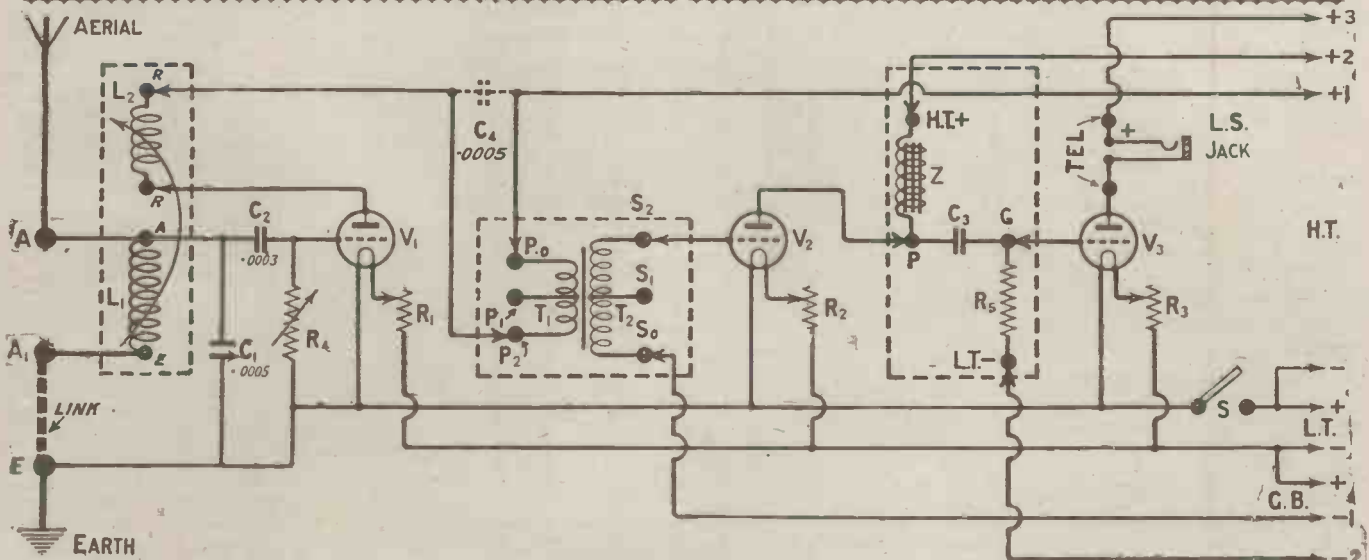 AERIAL
+3
+2
+1
L2
R
R
C4
.0005
H.T.+
Z
TEL
+
L.S.
JACK
H.T.
A
A
C2
.0003
V1
S2
V2
P
C3
G
V3
P.0
S1
L1
T1
T2
P1
S0
P2
R1
R2
R5
R3
R4
C1
.0005
A1
E
L.T.-
LINK
S
-
+
L.T.
-
+
G.B.
-1
E
EARTH
-2